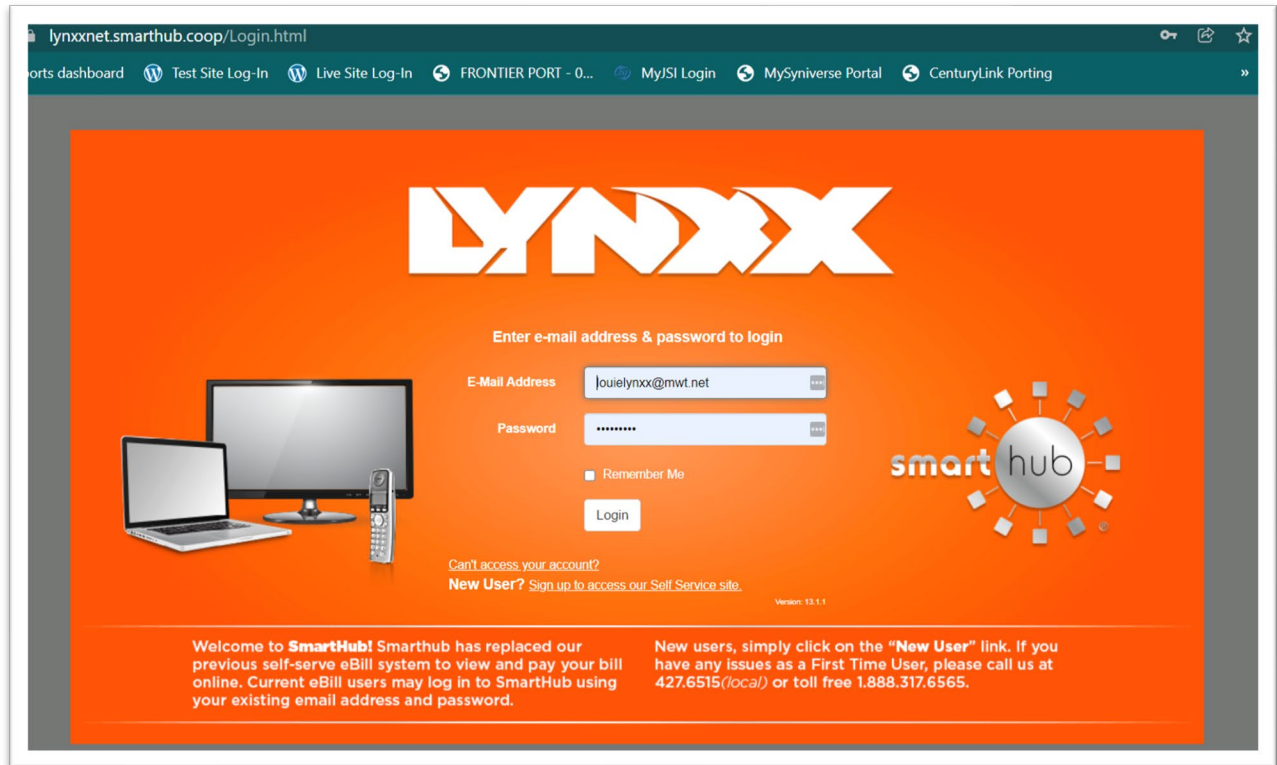 lynxxnet.smarthub.coop/Login.html
orts dashboard Test Site Log-In Live Site Log-In FRONTIER PORT - 0... MyJSI Login MySyniverse Portal CenturyLink Porting »
LYNXX
Enter e-mail address & password to login
E-Mail Address louielynxx@mwt.net
Password •••••••••
Remember Me
Login
smart hub
Can't access your account?
New User? Sign up to access our Self Service site.
Version: 13.1.1
Welcome to SmartHub! Smarthub has replaced our
previous self-serve eBill system to view and pay your bill
online. Current eBill users may log in to SmartHub using
your existing email address and password.
New users, simply click on the “New User” link. If you
have any issues as a First Time User, please call us at
427.6515(local) or toll free 1.888.317.6565.